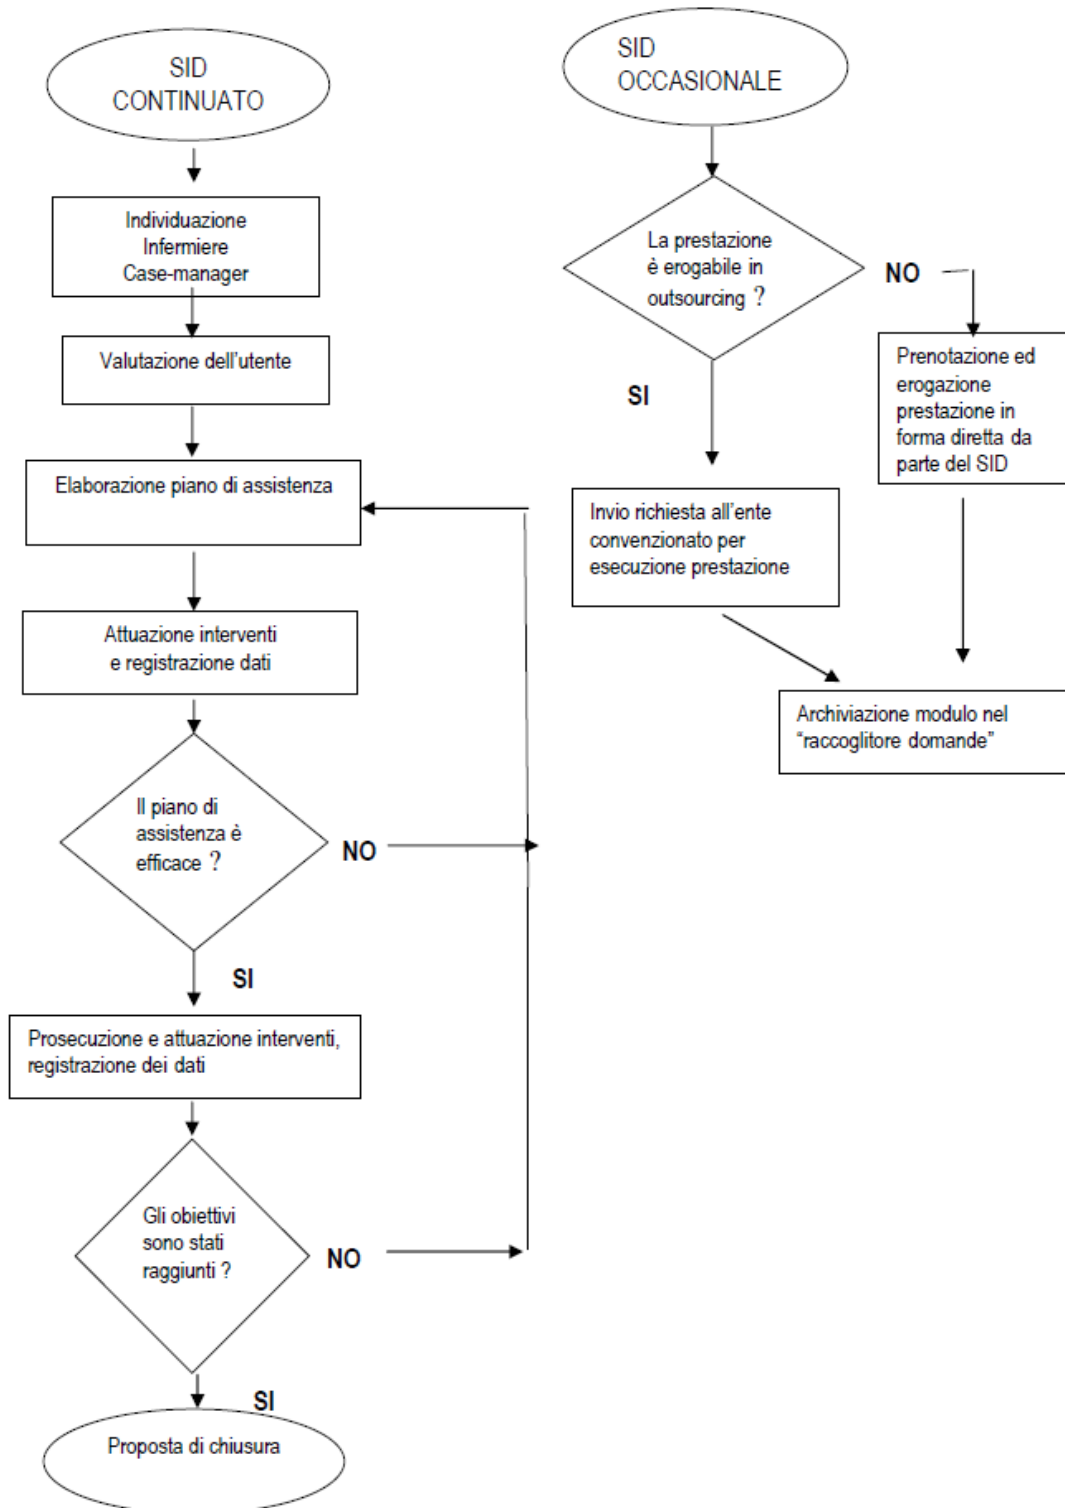 SID
CONTINUATO
Individuazione
Infermiere
Case-manager
Valutazione dell'utente
Elaborazione piano di assistenza
Attuazione interventi
e registrazione dati
Il piano di
assistenza è
efficace ?
NO
SI
Prosecuzione e attuazione interventi,
registrazione dei dati
Gli obiettivi
sono stati
raggiunti ?
NO
SI
Proposta di chiusura
SID
OCCASIONALE
La prestazione
è erogabile in
outsourcing ?
NO
SI
Prenotazione ed
erogazione
prestazione in
forma diretta da
parte del SID
Invio richiesta all'ente
convenzionato per
esecuzione prestazione
Archiviazione modulo nel
“raccoglitore domande”